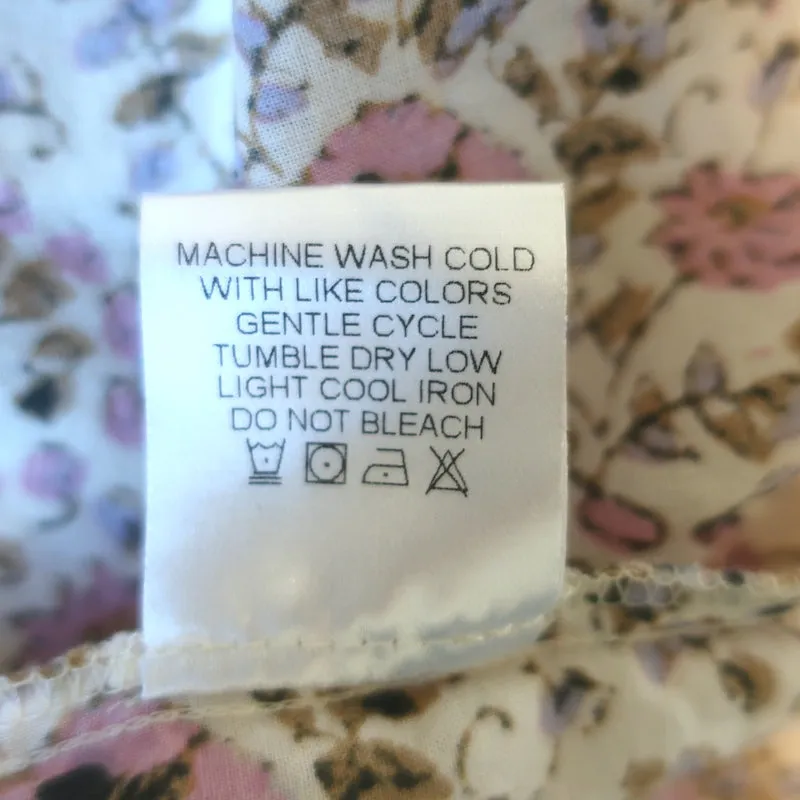 MACHINE WASH COLD
WITH LIKE COLORS
GENTLE CYCLE
TUMBLE DRY LOW
LIGHT COOL IRON
DO NOT BLEACH